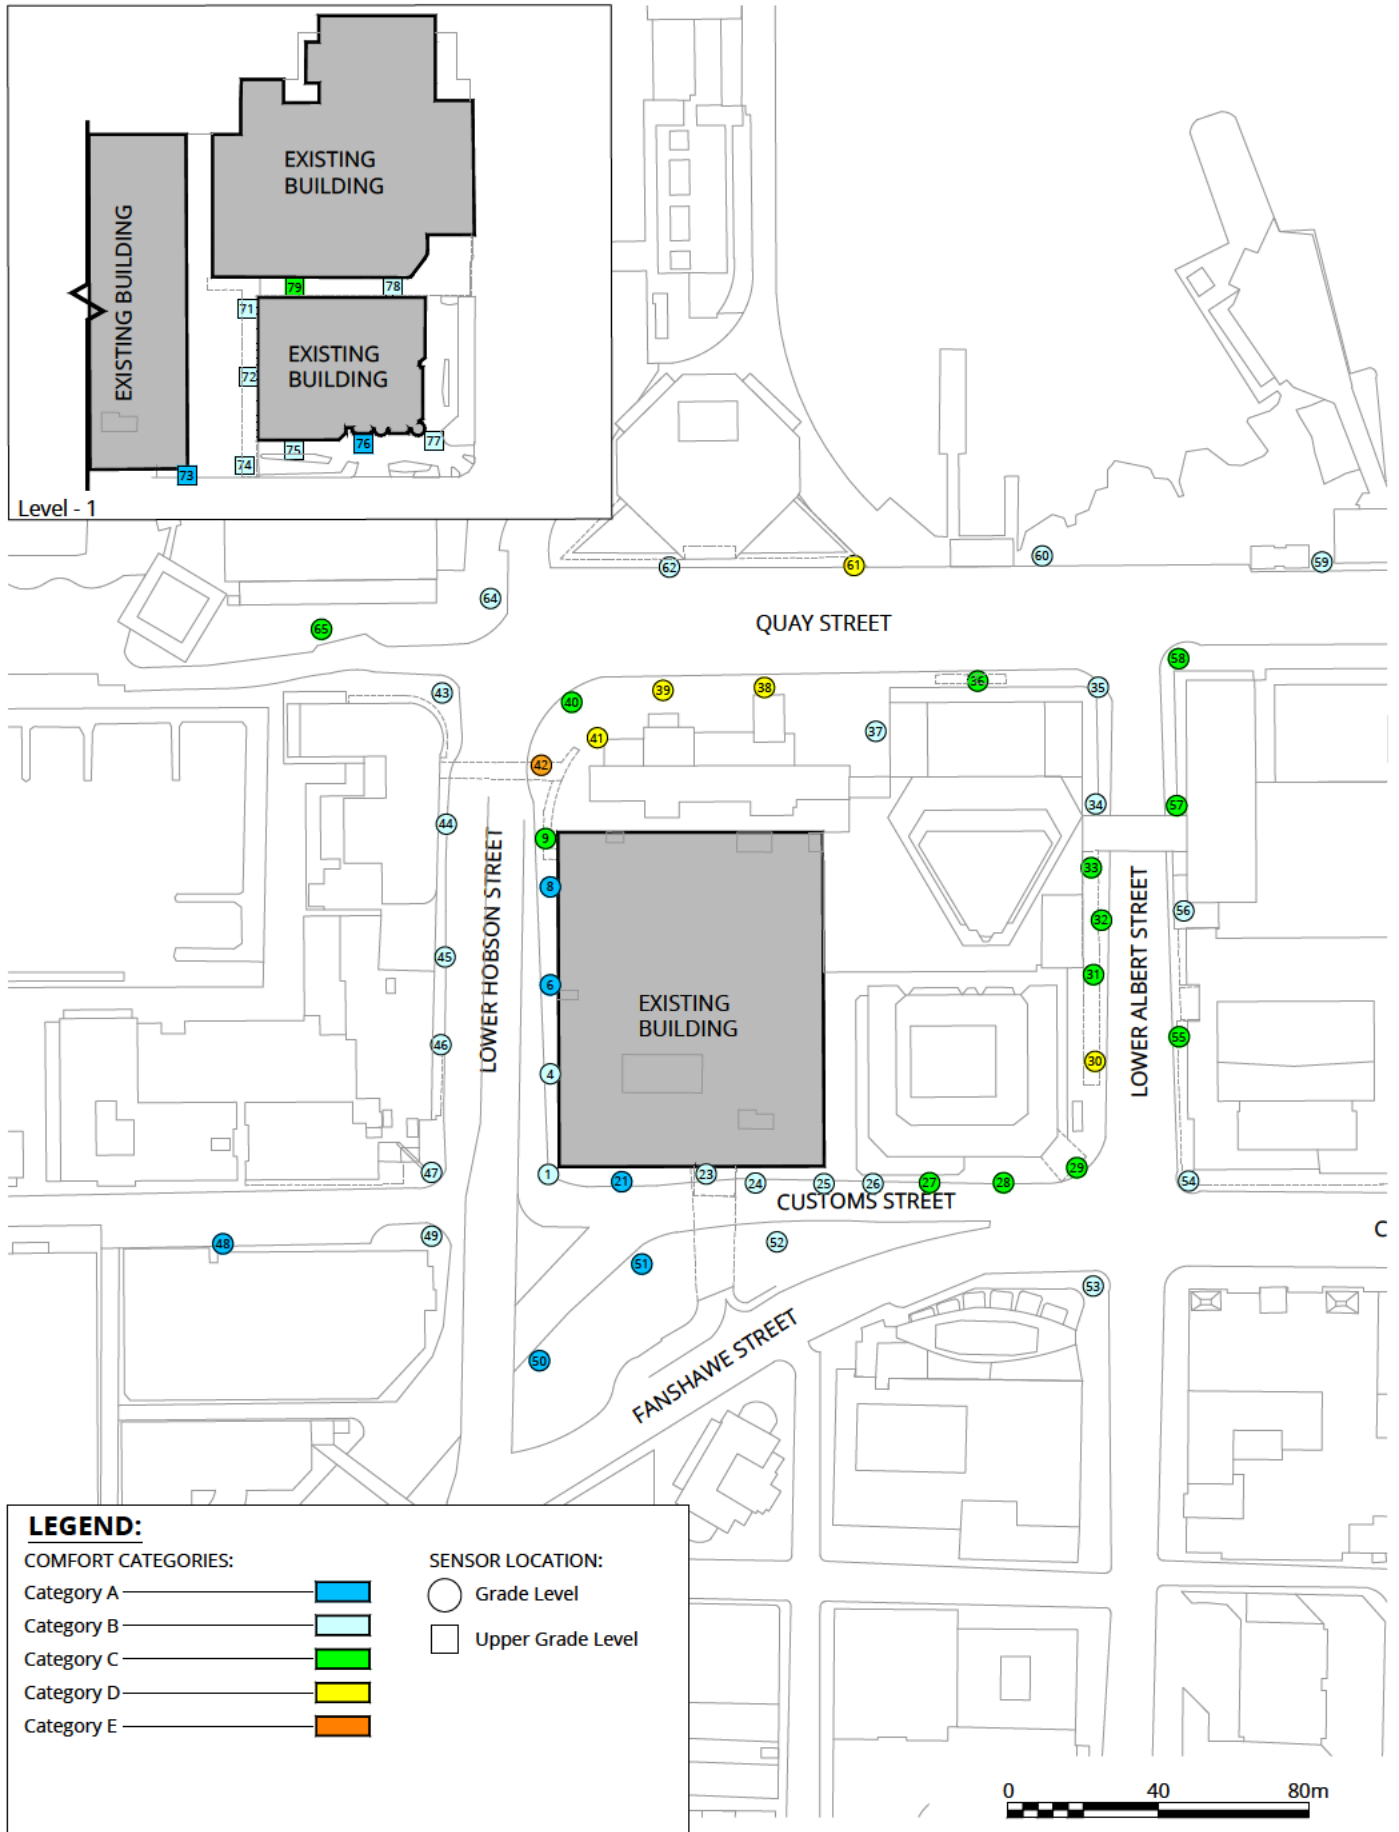 EXISTING
BUILDING
EXISTING BUILDING
79
78
71
EXISTING
BUILDING
72
75
76
77
74
73
Level - 1
62
61
60
59
64
65
QUAY STREET
58
43
40
39
38
36
35
37
41
42
44
9
34
57
8
33
32
56
LOWER HOBSON STREET
45
6
31
LOWER ALBERT STREET
EXISTING
BUILDING
46
4
55
30
47
1
21
23
24
25
26
27
28
29
54
CUSTOMS STREET
48
49
51
52
C
53
50
FANSHAWE STREET
LEGEND:
COMFORT CATEGORIES:
SENSOR LOCATION:
Category A
Grade Level
Category B
Upper Grade Level
Category C
Category D
Category E
0 40 80m